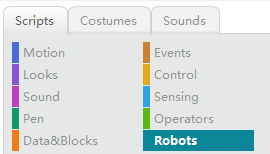 Scripts Costumes Sounds
Motion Events
Looks Control
Sound Sensing
Pen Operators
Data&Blocks Robots